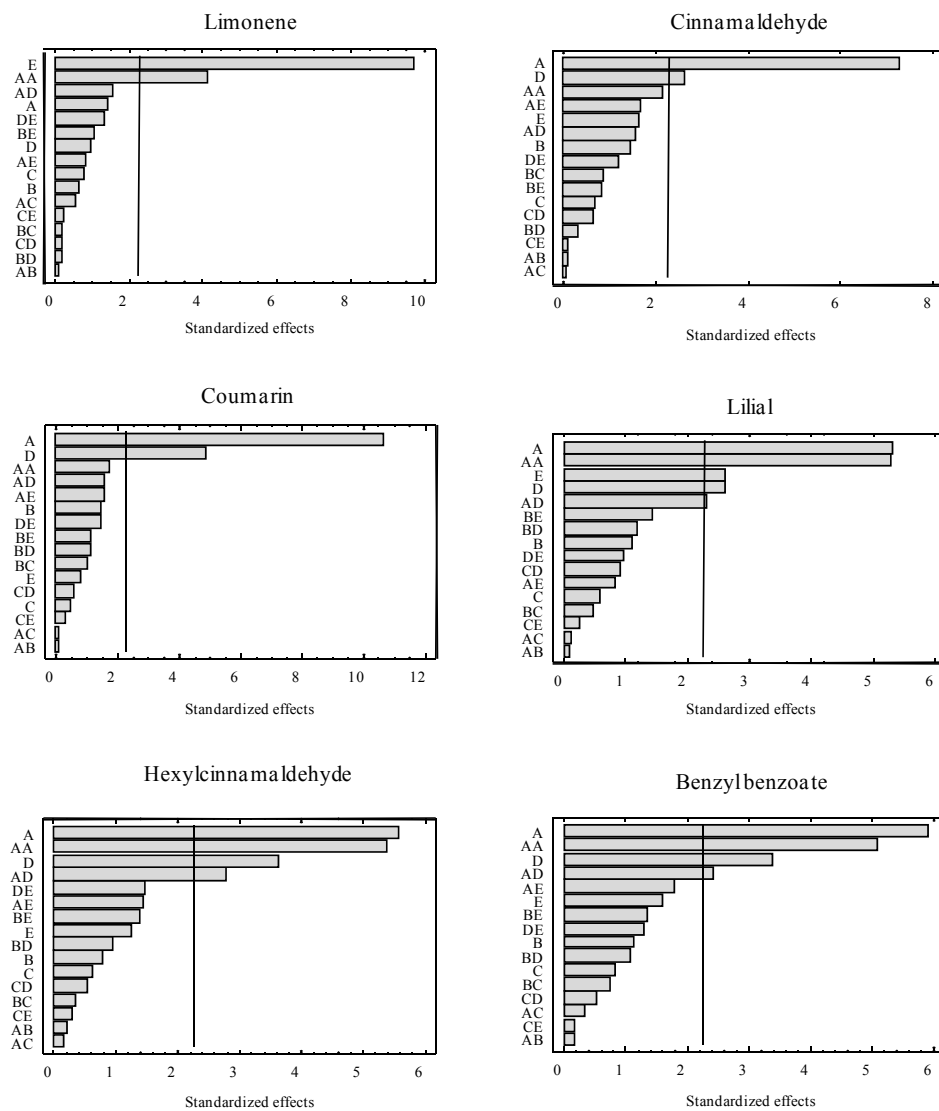 Limonene
E
AA
AD
A
DE
BE
D
AE
C
B
AC
CE
BC
CD
BD
AB
0 2 4 6 8 10
Standardized effects
Cinnamaldehyde
A
D
AA
AE
E
AD
B
DE
BC
BE
C
CD
BD
CE
AB
AC
0 2 4 6 8
Standardized effects
Coumarin
A
D
AA
AD
AE
B
DE
BE
BD
BC
E
CD
C
CE
AC
AB
0 2 4 6 8 10 12
Standardized effects
Lilial
A
AA
E
D
AD
BE
BD
B
DE
CD
AE
C
BC
CE
AC
AB
0 1 2 3 4 5 6
Standardized effects
Hexylcinnamaldehyde
A
AA
D
AD
DE
AE
BE
E
BD
B
C
CD
BC
CE
AB
AC
0 1 2 3 4 5 6
Standardized effects
Benzylbenzoate
A
AA
D
AD
AE
E
BE
DE
B
BD
C
BC
CD
AC
CE
AB
0 1 2 3 4 5 6
Standardized effects